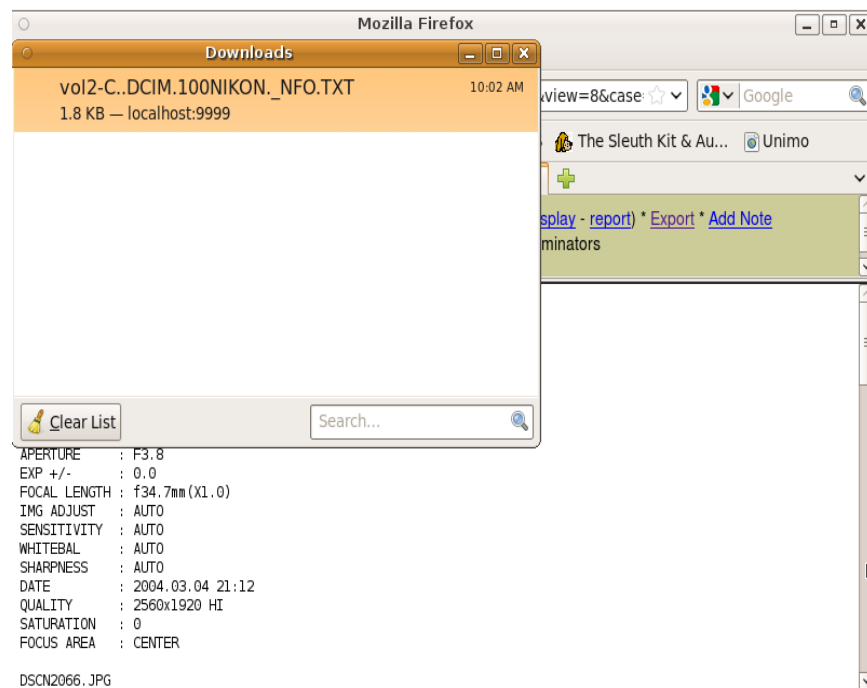 Mozilla Firefox
Downloads
vol2-C..DCIM.100NIKON._NFO.TXT
10:02 AM
1.8 KB — localhost:9999
view=8&case
Google
The Sleuth Kit & Au...
Unimo
splay - report) * Export * Add Note
minators
Clear List
Search...
APERTURE : F3.8
EXP +/- : 0.0
FOCAL LENGTH : f34.7mm(X1.0)
IMG ADJUST : AUTO
SENSITIVITY : AUTO
WHITEBAL : AUTO
SHARPNESS : AUTO
DATE : 2004.03.04 21:12
QUALITY : 2560x1920 HI
SATURATION : 0
FOCUS AREA : CENTER
DSCN2066.JPG